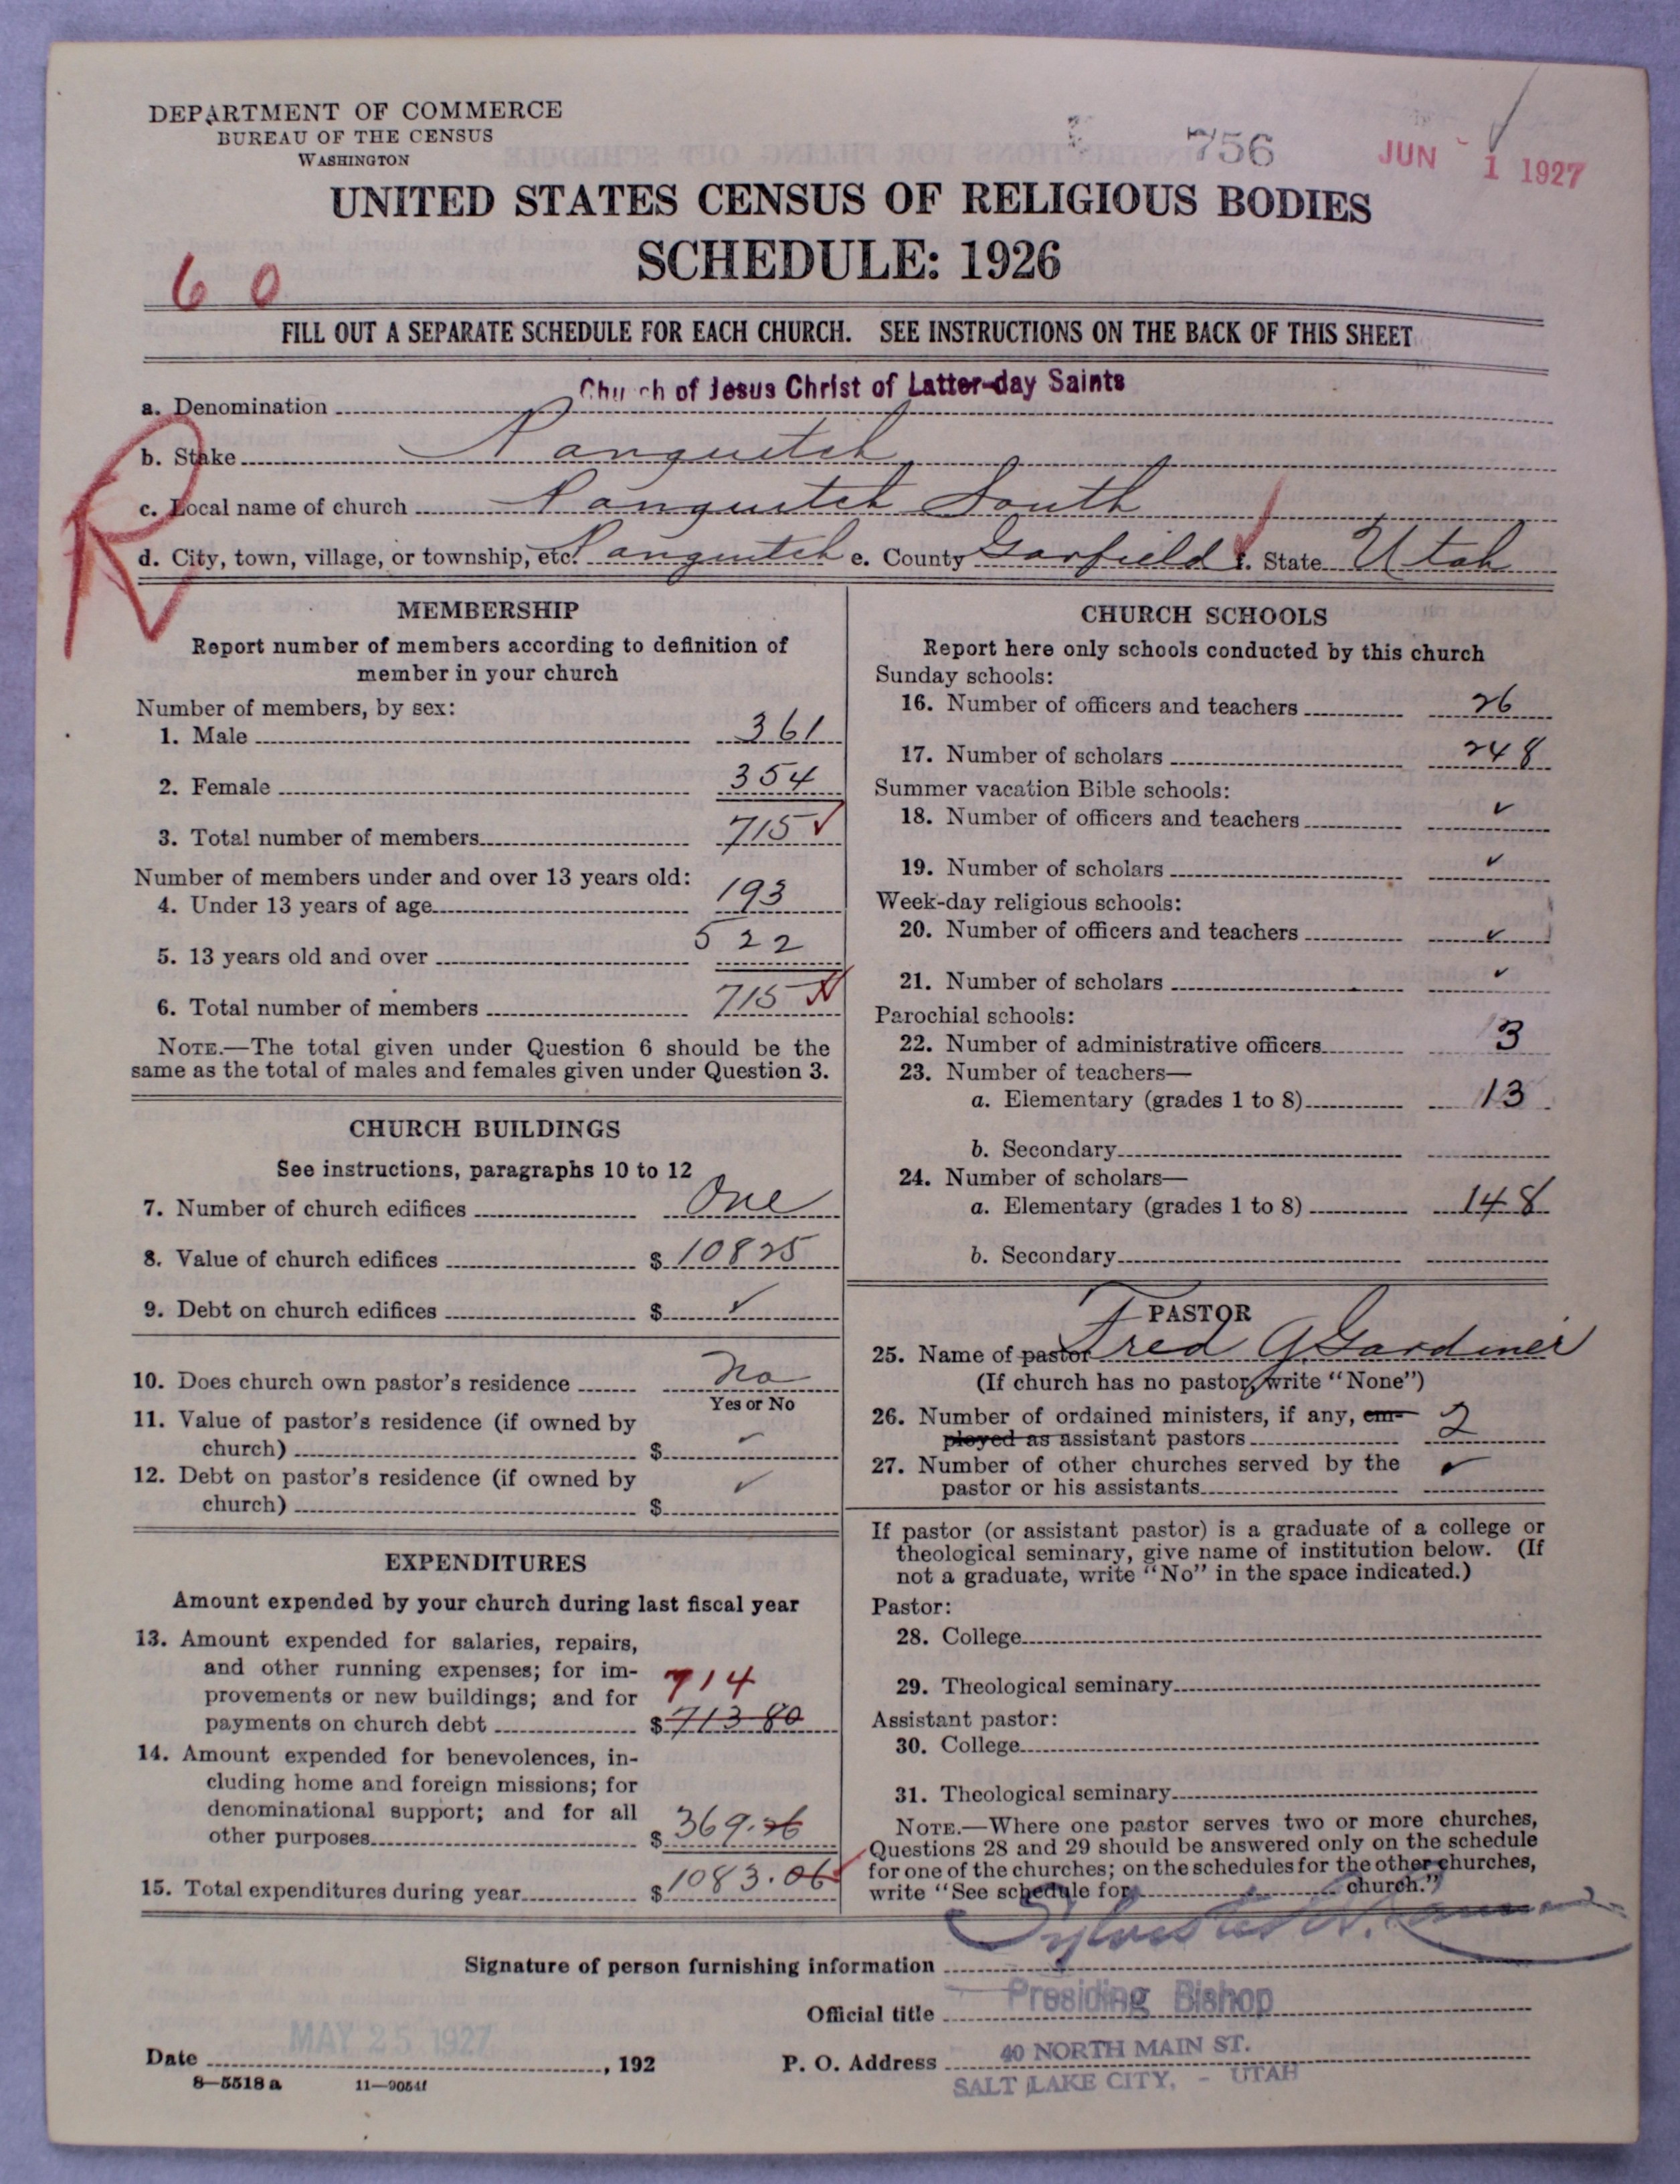 DEPARTMENT OF COMMERCE
BUREAU OF THE CENSUS
WASHINGTON
756
JUN - 1 1927
UNITED STATES CENSUS OF RELIGIOUS BODIES
SCHEDULE: 1926
6 0
FILL OUT A SEPARATE SCHEDULE FOR EACH CHURCH. SEE INSTRUCTIONS ON THE BACK OF THIS SHEET
a. Denomination Church of Jesus Christ of Latter-day Saints
R
b. Stake Panguitch
c. Local name of church Panguitch South
d. City, town, village, or township, etc. Panguitch e. County Garfield f. State Utah
MEMBERSHIP
Report number of members according to definition of
member in your church
Number of members, by sex:
1. Male 361
2. Female 354
3. Total number of members 715
Number of members under and over 13 years old:
4. Under 13 years of age 193
5. 13 years old and over 522
6. Total number of members 715
NOTE.—The total given under Question 6 should be the
same as the total of males and females given under Question 3.
CHURCH BUILDINGS
See instructions, paragraphs 10 to 12
7. Number of church edifices One
8. Value of church edifices $ 10825
9. Debt on church edifices $ ✓
10. Does church own pastor's residence No
Yes or No
11. Value of pastor's residence (if owned by
church) $ ✓
12. Debt on pastor's residence (if owned by
church) $ ✓
EXPENDITURES
Amount expended by your church during last fiscal year
13. Amount expended for salaries, repairs,
and other running expenses; for im-
provements or new buildings; and for 714
payments on church debt $ 713 80
14. Amount expended for benevolences, in-
cluding home and foreign missions; for
denominational support; and for all
other purposes $ 369.26
15. Total expenditures during year $ 1083.06
CHURCH SCHOOLS
Report here only schools conducted by this church
Sunday schools:
16. Number of officers and teachers 26
17. Number of scholars 248
Summer vacation Bible schools:
18. Number of officers and teachers ✓
19. Number of scholars ✓
Week-day religious schools:
20. Number of officers and teachers ✓
21. Number of scholars ✓
Parochial schools:
22. Number of administrative officers 3
23. Number of teachers—
a. Elementary (grades 1 to 8) 13
b. Secondary
24. Number of scholars—
a. Elementary (grades 1 to 8) 148
b. Secondary
PASTOR
25. Name of pastor Fred G. Gardiner
(If church has no pastor, write "None")
26. Number of ordained ministers, if any, em-
ployed as assistant pastors 2
27. Number of other churches served by the
pastor or his assistants ✓
If pastor (or assistant pastor) is a graduate of a college or
theological seminary, give name of institution below. (If
not a graduate, write "No" in the space indicated.)
Pastor:
28. College
29. Theological seminary
Assistant pastor:
30. College
31. Theological seminary
NOTE.—Where one pastor serves two or more churches,
Questions 28 and 29 should be answered only on the schedule
for one of the churches; on the schedules for the other churches,
write "See schedule for church."
Signature of person furnishing information Sylvester Q. Cannon
Official title Presiding Bishop
Date MAY 25 1927, 192
P. O. Address 40 NORTH MAIN ST.
SALT LAKE CITY, - UTAH
8—5518 a 11—9054f